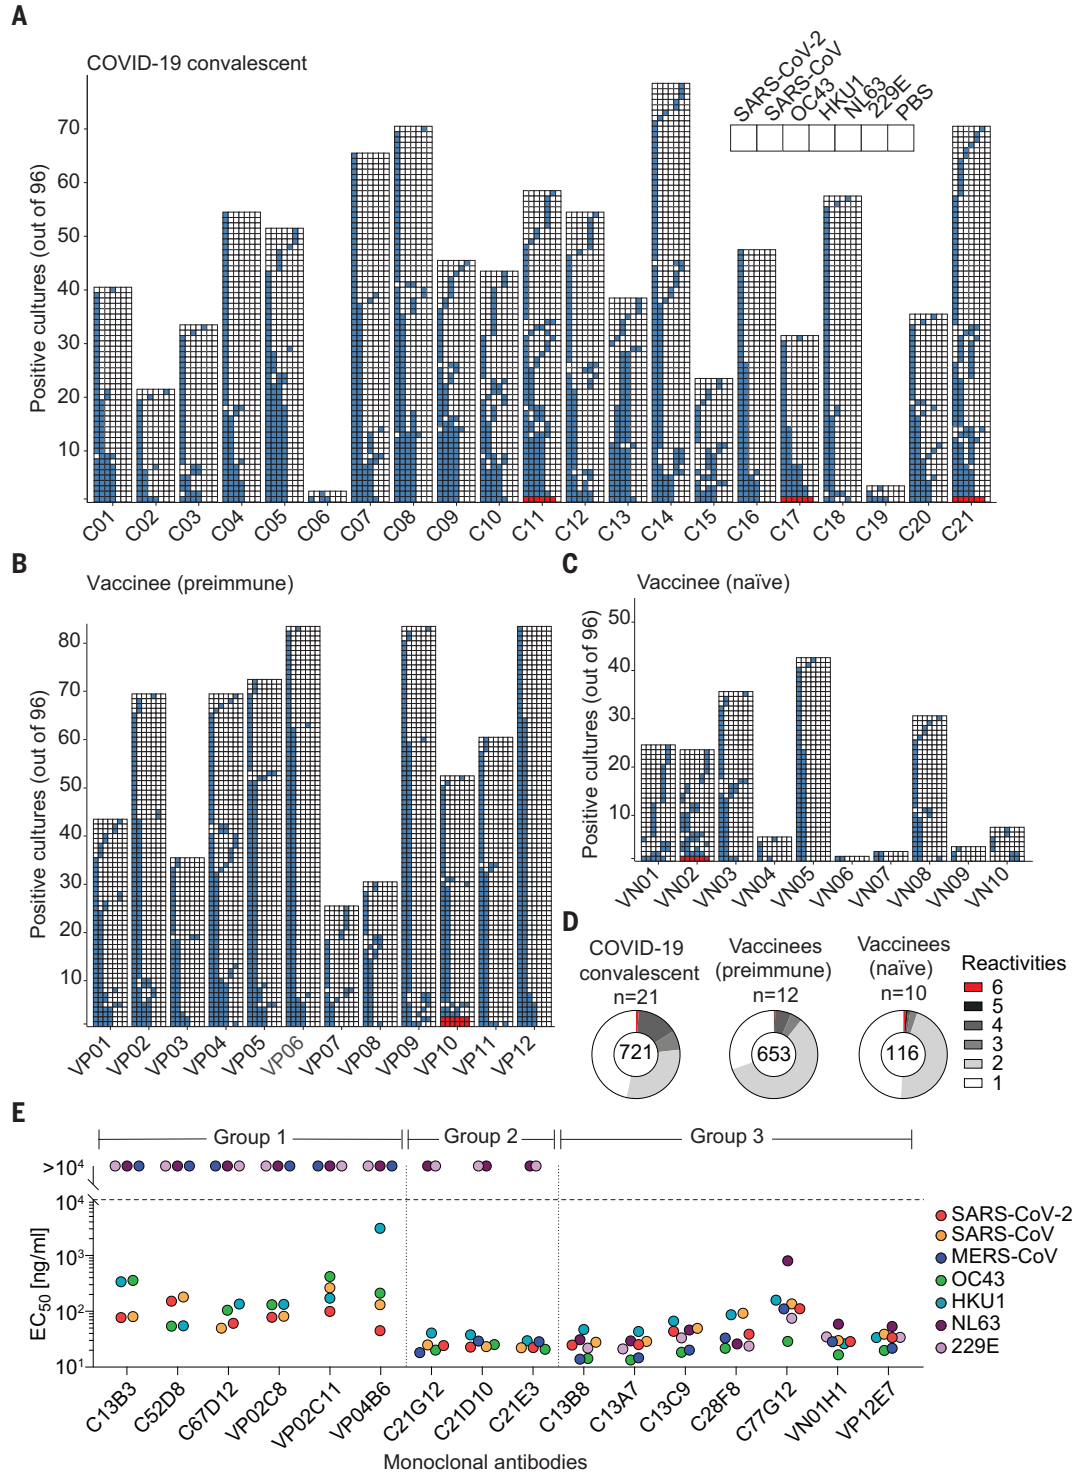 A
COVID-19 convalescent
SARS-CoV-2
SARS-CoV
OC43
HKU1
NL63
229E
PBS
Positive cultures (out of 96)
70
60
50
40
30
20
10
C01 C02 C03 C04 C05 C06 C07 C08 C09 C10 C11 C12 C13 C14 C15 C16 C17 C18 C19 C20 C21
B
Vaccinee (preimmune)
Positive cultures (out of 96)
80
70
60
50
40
30
20
10
VP01 VP02 VP03 VP04 VP05 VP06 VP07 VP08 VP09 VP10 VP11 VP12
C
Vaccinee (naïve)
Positive cultures (out of 96)
50
40
30
20
10
VN01 VN02 VN03 VN04 VN05 VN06 VN07 VN08 VN09 VN10
D
COVID-19
convalescent
n=21
721
Vaccinees
(preimmune)
n=12
653
Vaccinees
(naïve)
n=10
116
Reactivities
6
5
4
3
2
1
E
Group 1 Group 2 Group 3
EC50 [ng/ml]
>10⁴
10⁴
10³
10²
10¹
C13B3 C52D8 C67D12 VP02C8 VP02C11 VP04B6 C21G12 C21D10 C21E3 C13B8 C13A7 C13C9 C28F8 C77G12 VN01H1 VP12E7
Monoclonal antibodies
SARS-CoV-2
SARS-CoV
MERS-CoV
OC43
HKU1
NL63
229E